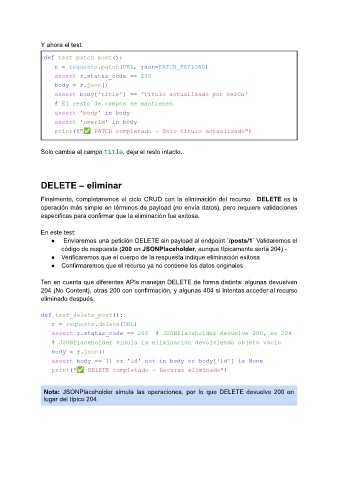 Y ahora el test:
def test_patch_post():
r = requests.patch(URL, json=PATCH_PAYLOAD)
assert r.status_code == 200
body = r.json()
assert body['title'] == 'Título actualizado por PATCH'
# El resto de campos se mantienen
assert 'body' in body
assert 'userId' in body
print(f"✅ PATCH completado - Solo título actualizado")
Solo cambia el campo title, deja el resto intacto.
DELETE – eliminar
Finalmente, completaremos el ciclo CRUD con la eliminación del recurso. DELETE es la
operación más simple en términos de payload (no envía datos), pero requiere validaciones
específicas para confirmar que la eliminación fue exitosa.
En este test:
● Enviaremos una petición DELETE sin payload al endpoint `/posts/1` Validaremos el
código de respuesta (200 en JSONPlaceholder, aunque típicamente sería 204) -
● Verificaremos que el cuerpo de la respuesta indique eliminación exitosa
● Confirmaremos que el recurso ya no contiene los datos originales
Ten en cuenta que diferentes APIs manejan DELETE de forma distinta: algunas devuelven
204 (No Content), otras 200 con confirmación, y algunas 404 si intentas acceder al recurso
eliminado después.
def test_delete_post():
r = requests.delete(URL)
assert r.status_code == 200 # JSONPlaceholder devuelve 200, no 204
# JSONPlaceholder simula la eliminación devolviendo objeto vacío
body = r.json()
assert body == {} or 'id' not in body or body['id'] is None
print("✅ DELETE completado - Recurso eliminado")
Nota: JSONPlaceholder simula las operaciones, por lo que DELETE devuelve 200 en
lugar del típico 204.